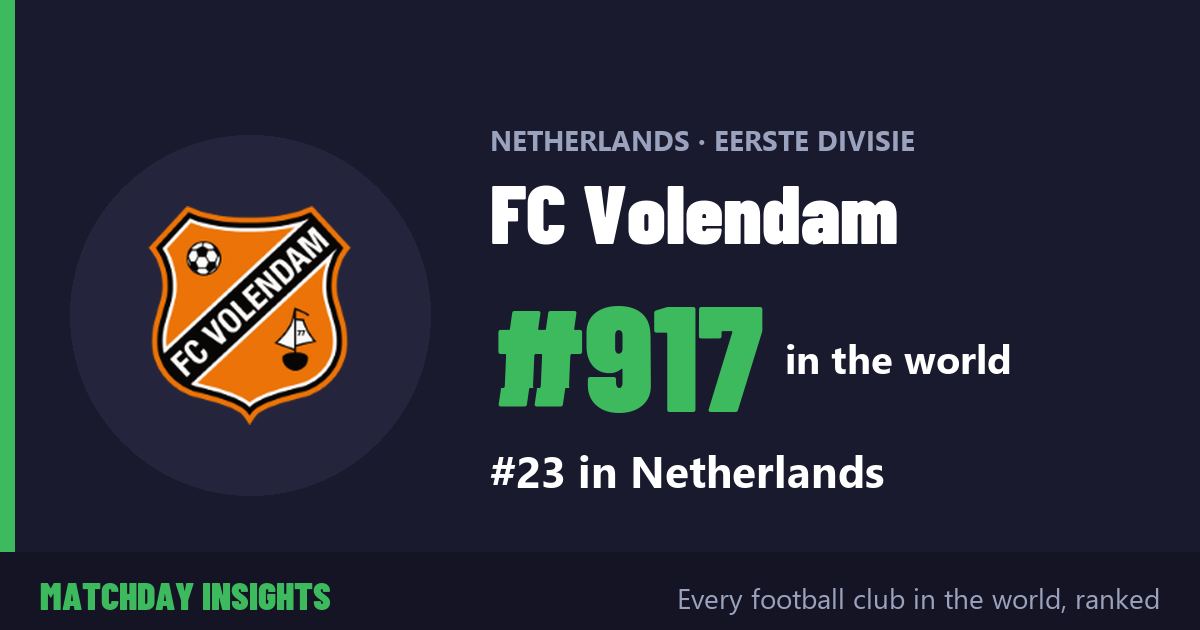 NETHERLANDS · EERSTE DIVISIE
FC Volendam
FC VOLENDAM
77
#917 in the world
#23 in Netherlands
MATCHDAY INSIGHTS
Every football club in the world, ranked